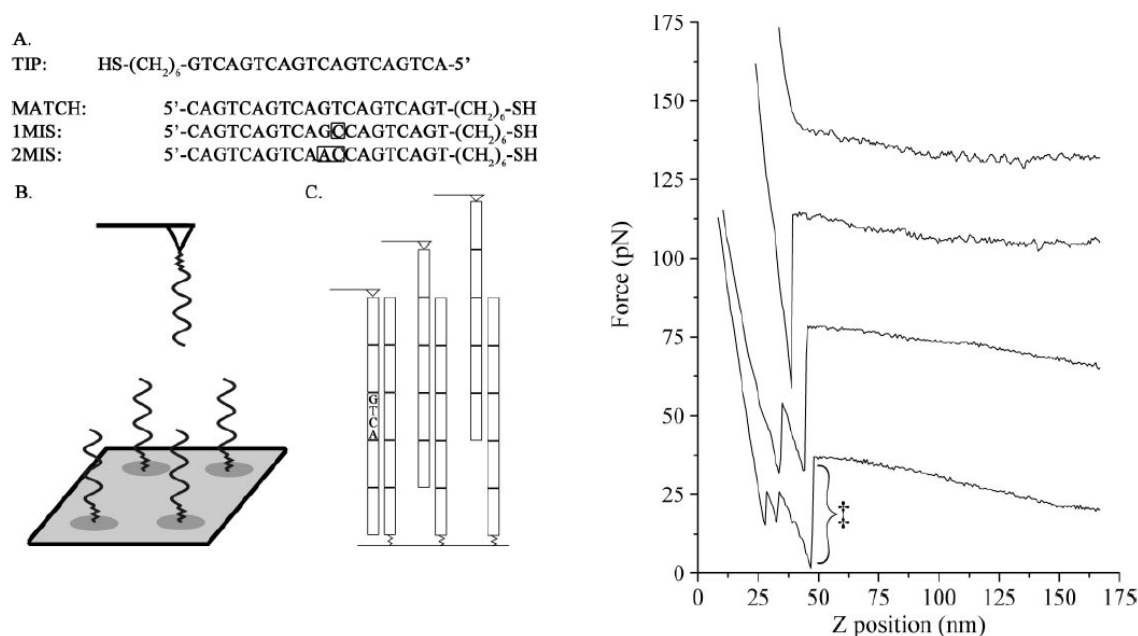 A.
TIP: HS-(CH2)6-GTCAGTCAGTCAGTCAGTCA-5'
MATCH: 5'-CAGTCAGTCAGTCAGTCAGT-(CH2)6-SH
1MIS: 5'-CAGTCAGTCAGCCAGTCAGT-(CH2)6-SH
2MIS: 5'-CAGTCAGTCAACCAGTCAGT-(CH2)6-SH
B.
C.
G
T
C
A
Force (pN)
175
150
125
100
75
50
25
0
‡
0 25 50 75 100 125 150 175
Z position (nm)